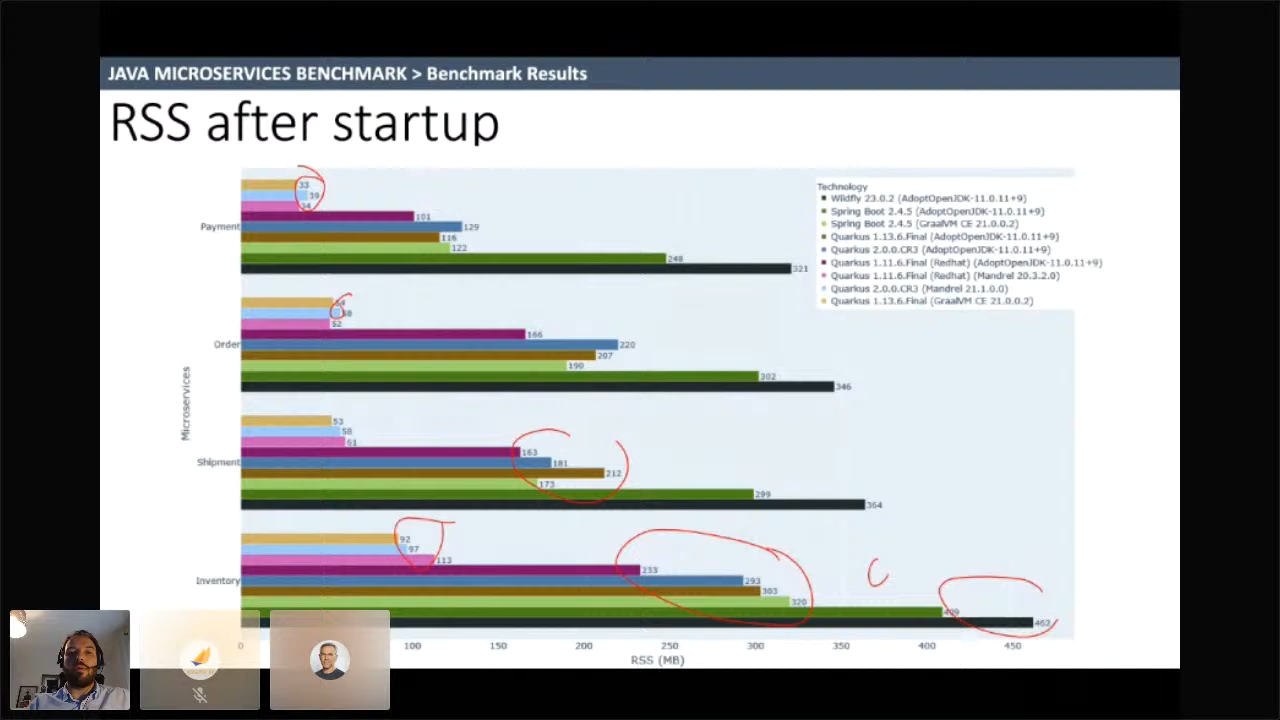 JAVA MICROSERVICES BENCHMARK > Benchmark Results
RSS after startup
Technology
Wildfly 23.0.2 (AdoptOpenJDK-11.0.11+9)
Spring Boot 2.4.5 (AdoptOpenJDK-11.0.11+9)
Spring Boot 2.4.5 (GraalVM CE 21.0.0.2)
Quarkus 1.13.6.Final (AdoptOpenJDK-11.0.11+9)
Quarkus 2.0.0.CR3 (AdoptOpenJDK-11.0.11+9)
Quarkus 1.11.6.Final (Redhat) (AdoptOpenJDK-11.0.11+9)
Quarkus 1.11.6.Final (Redhat) (Mandrel 20.3.2.0)
Quarkus 2.0.0.CR3 (Mandrel 21.1.0.0)
Quarkus 1.13.6.Final (GraalVM CE 21.0.0.2)
Microservices
Payment
33
39
34
101
129
116
122
248
321
Order
52
166
220
207
190
302
346
Shipment
53
58
61
163
181
212
173
299
364
Inventory
92
97
113
233
293
303
320
462
0
100
150
200
250
300
350
400
450
RSS (MB)